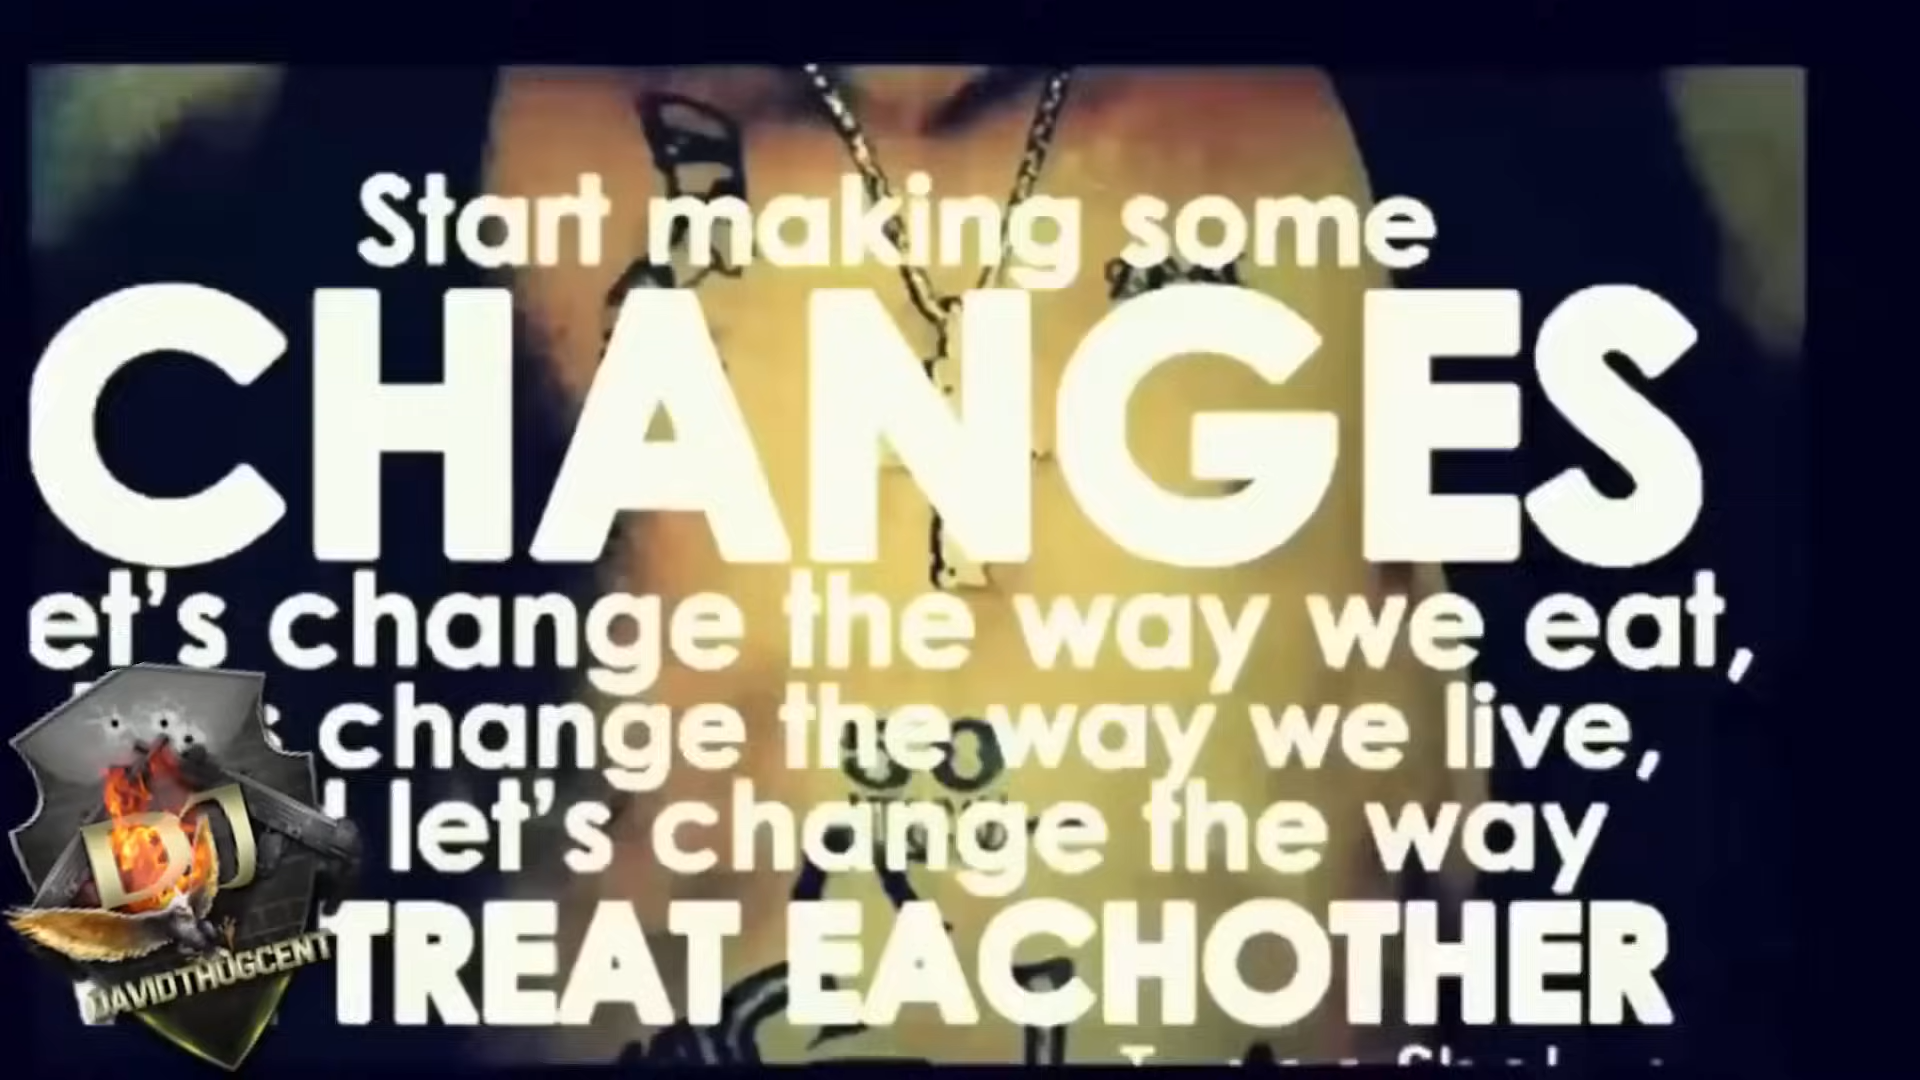 Start making some
CHANGES
et's change the way we eat,
change the way we live,
let's change the way
TREAT EACHOTHER
DJ
DAVIDTHUGCENT